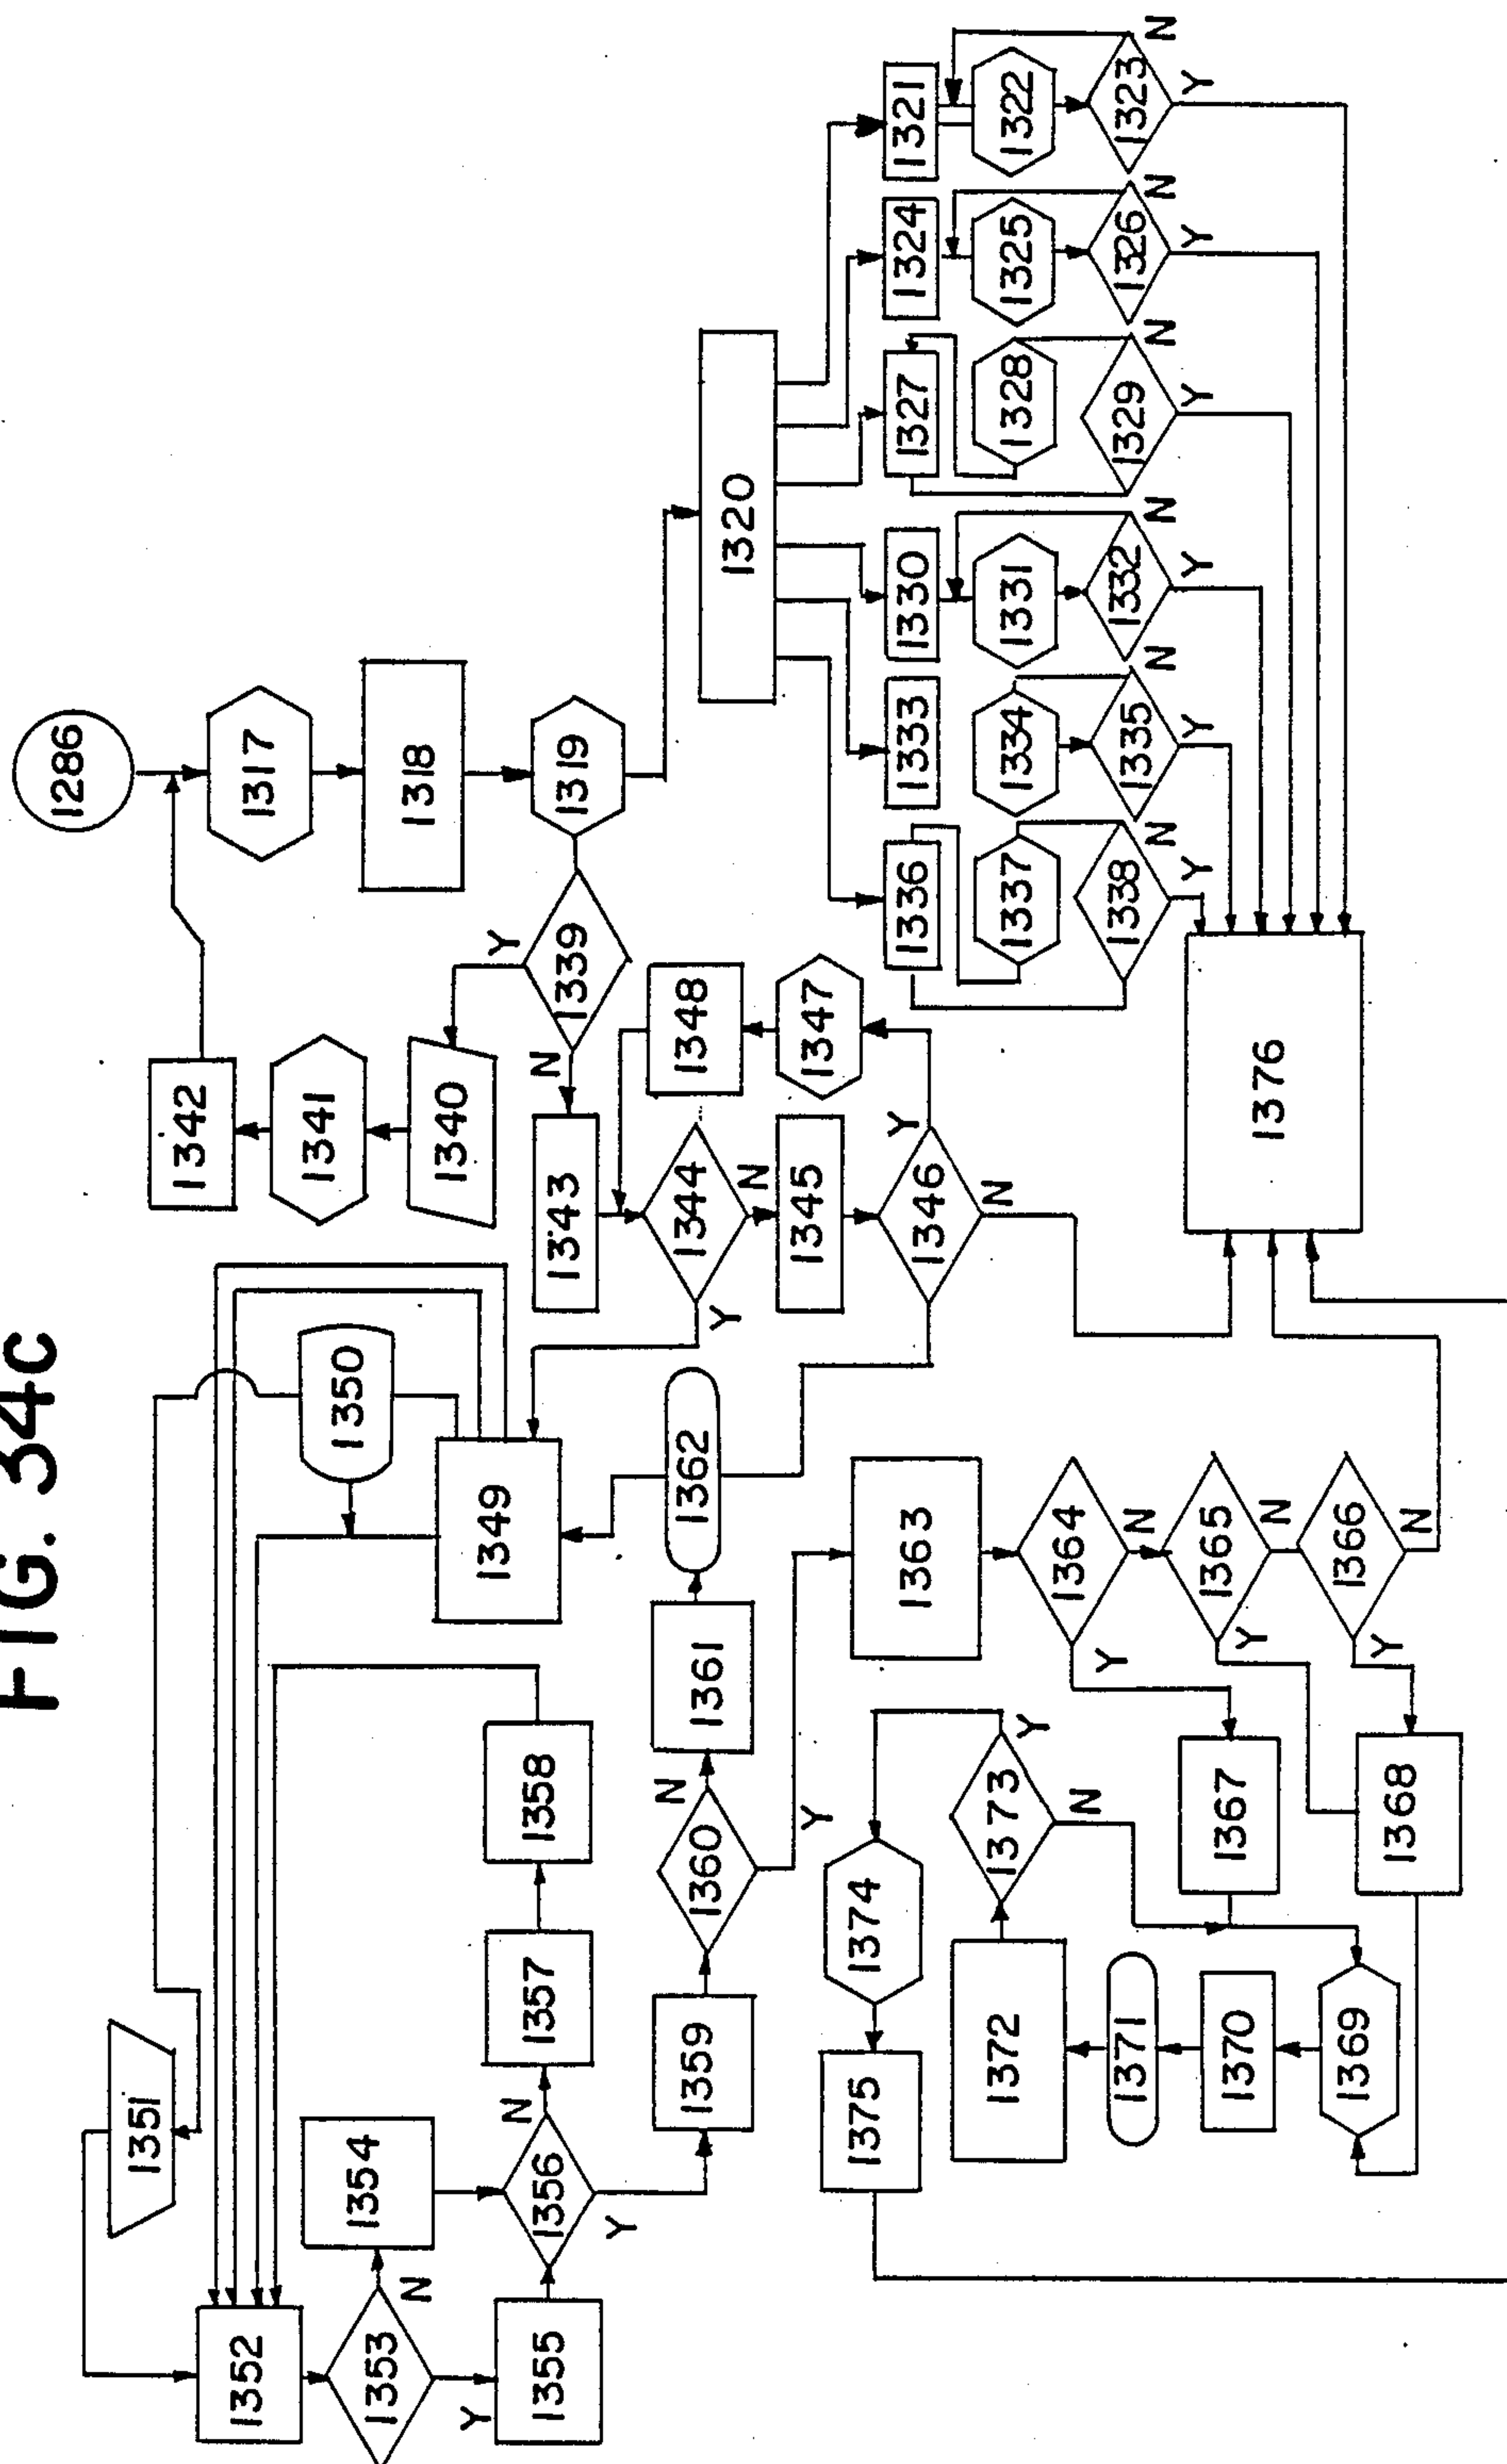 FIG. 34c
1286
1317
1318
1319
1339
Y
N
1340
1341
1342
1320
1336
1333
1330
1327
1324
1321
1337
1334
1331
1328
1325
1322
1338
N
Y
1335
N
Y
1332
N
Y
1329
N
Y
1326
N
Y
1323
N
Y
1343
1344
Y
N
1345
1346
Y
N
1347
1348
1349
1350
1351
1352
1353
N
Y
1354
1355
1356
N
Y
1357
1358
1359
1360
N
Y
1361
1362
1363
1364
Y
N
1365
Y
N
1366
Y
N
1367
1368
1369
1370
1371
1372
1373
Y
N
1374
1375
1376